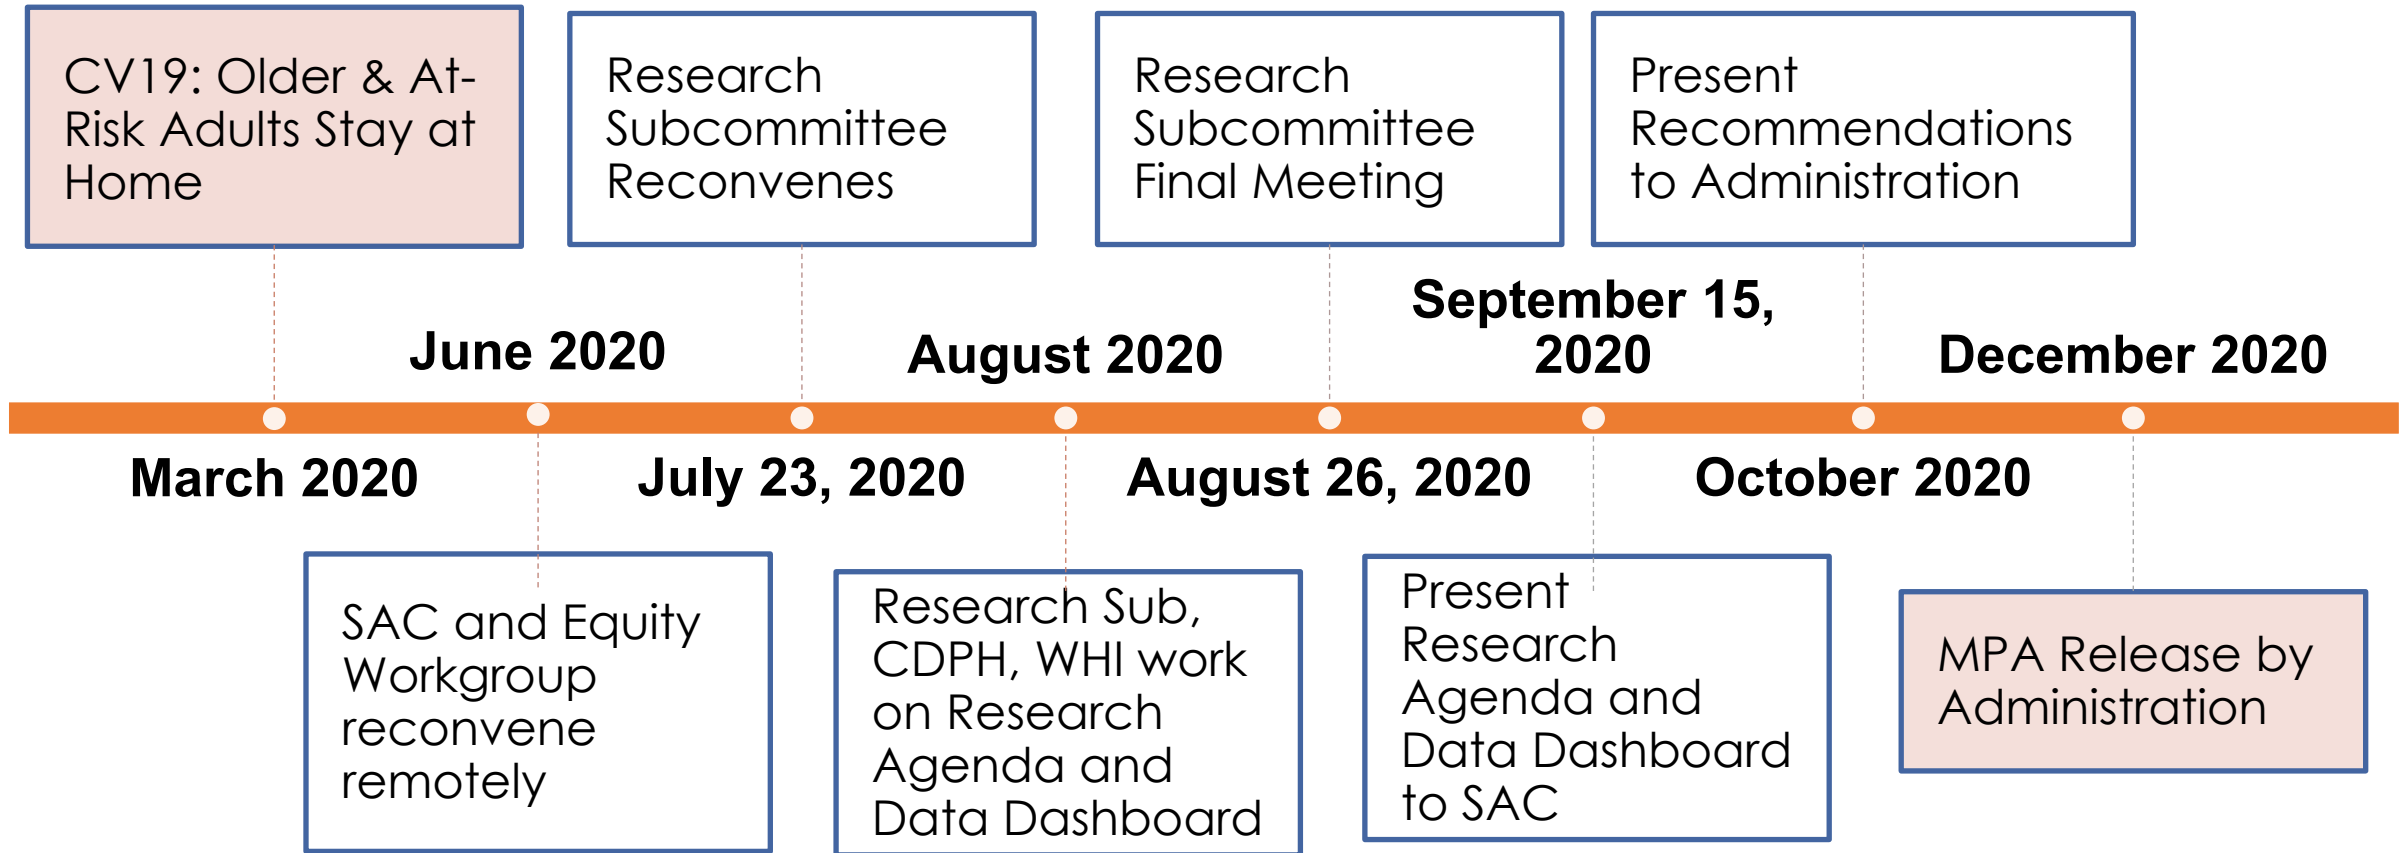 CV19: Older & At-
Risk Adults Stay at
Home
Research
Subcommittee
Reconvenes
Research
Subcommittee
Final Meeting
Present
Recommendations
to Administration
June 2020
August 2020
September 15,
2020
December 2020
March 2020
July 23, 2020
August 26, 2020
October 2020
SAC and Equity
Workgroup
reconvene
remotely
Research Sub,
CDPH, WHI work
on Research
Agenda and
Data Dashboard
Present
Research
Agenda and
Data Dashboard
to SAC
MPA Release by
Administration